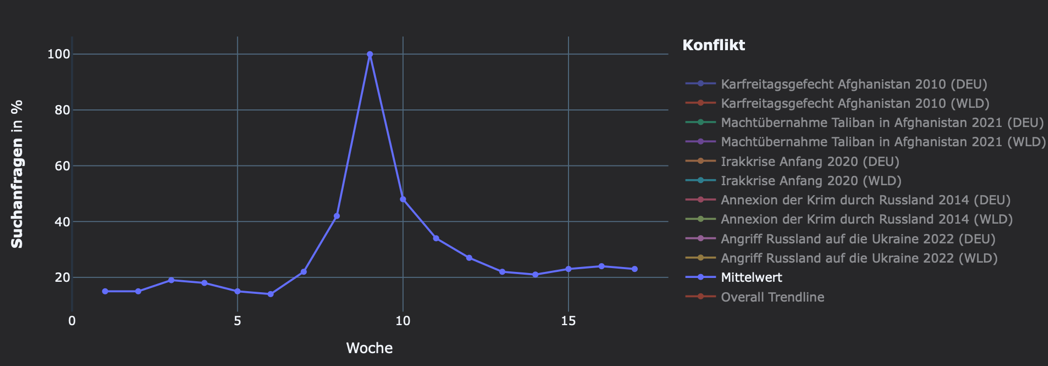 Konflikt
100
80
60
40
20
Suchanfragen in %
0
5
10
15
Woche
Karfreitagsgefecht Afghanistan 2010 (DEU)
Karfreitagsgefecht Afghanistan 2010 (WLD)
Machtübernahme Taliban in Afghanistan 2021 (DEU)
Machtübernahme Taliban in Afghanistan 2021 (WLD)
Irakkrise Anfang 2020 (DEU)
Irakkrise Anfang 2020 (WLD)
Annexion der Krim durch Russland 2014 (DEU)
Annexion der Krim durch Russland 2014 (WLD)
Angriff Russland auf die Ukraine 2022 (DEU)
Angriff Russland auf die Ukraine 2022 (WLD)
Mittelwert
Overall Trendline